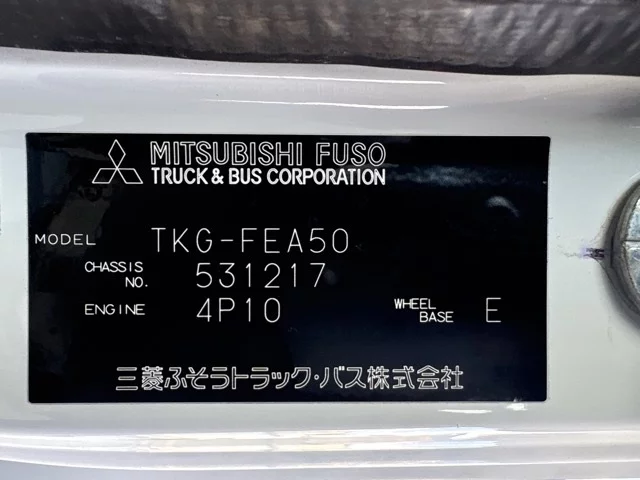 MITSUBISHI FUSO
TRUCK & BUS CORPORATION
MODEL TKG-FEA50
CHASSIS NO. 531217
ENGINE 4P10 WHEEL BASE E
三菱ふそうトラック・バス株式会社